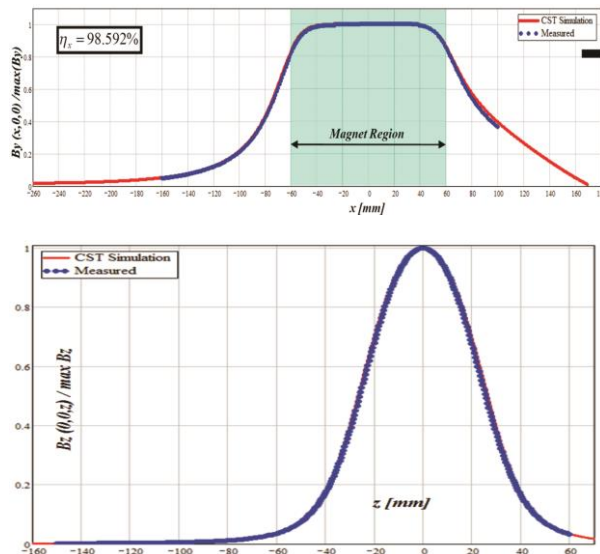 η_x = 98.592%
CST Simulation
Measured
By (x,0,0) /max(By)
1
0.8
0.6
0.4
0.2
Magnet Region
-260 -240 -220 -200 -180 -160 -140 -120 -100 -80 -60 -40 -20 0 20 40 60 80 100 120 140 160
x [mm]
CST Simulation
Measured
Bz (0,0,z) / max Bz
1
0.8
0.6
0.4
0.2
0
z [mm]
-160 -140 -120 -100 -80 -60 -40 -20 0 20 40 60